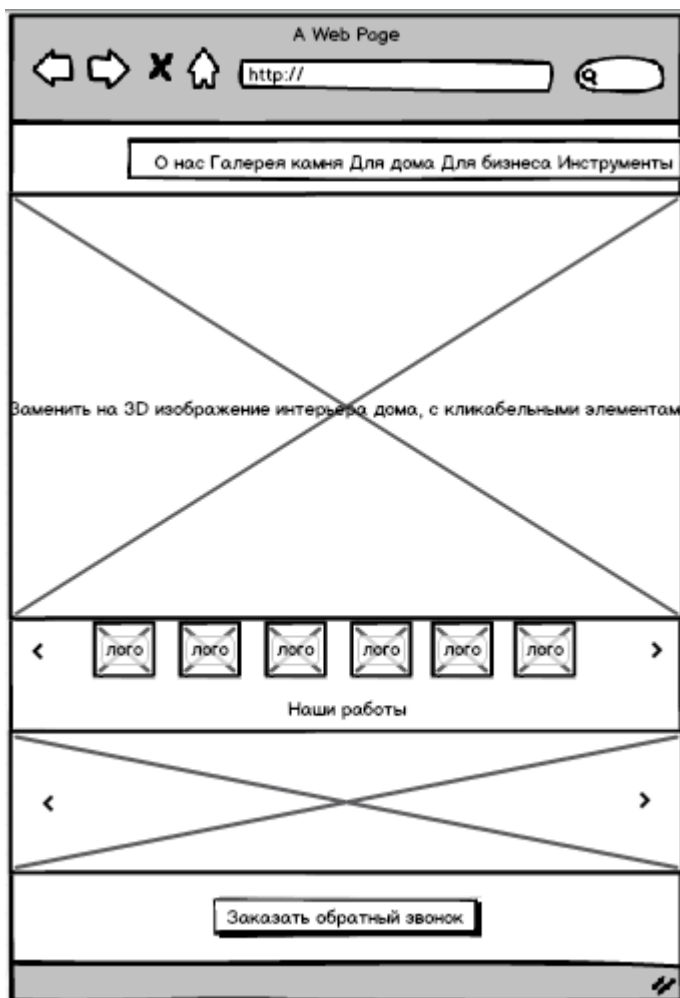 A Web Page
http://
О нас Галерея камня Для дома Для бизнеса Инструменты
Заменить на 3D изображение интерьера дома, с кликабельными элементам
лого лого лого лого лого лого
Наши работы
Заказать обратный звонок